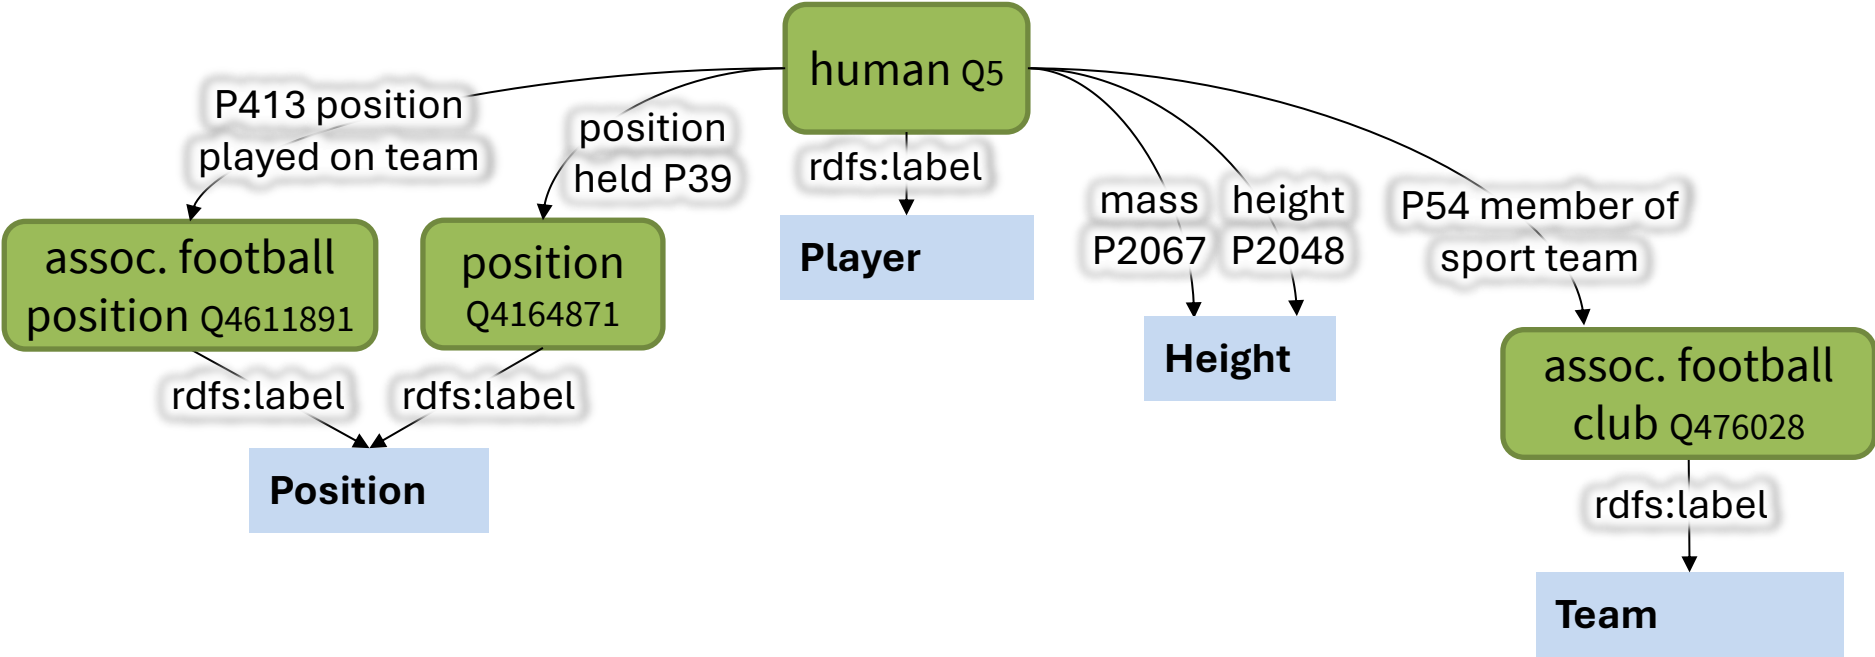 human Q5
P413 position
played on team
position
held P39
rdfs:label
mass
P2067
height
P2048
P54 member of
sport team
assoc. football
position Q4611891
position
Q4164871
Player
Height
assoc. football
club Q476028
rdfs:label
rdfs:label
Position
rdfs:label
Team